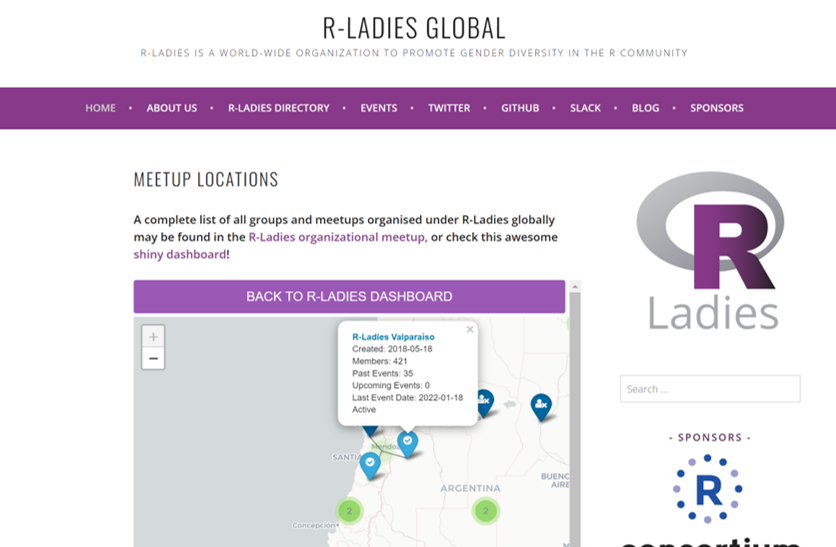 R-LADIES GLOBAL
R-LADIES IS A WORLD-WIDE ORGANIZATION TO PROMOTE GENDER DIVERSITY IN THE R COMMUNITY
HOME • ABOUT US • R-LADIES DIRECTORY • EVENTS • TWITTER • GITHUB • SLACK • BLOG • SPONSORS
MEETUP LOCATIONS
A complete list of all groups and meetups organised under R-Ladies globally
may be found in the R-Ladies organizational meetup, or check this awesome
shiny dashboard!
BACK TO R-LADIES DASHBOARD
+
−
×
R-Ladies Valparaíso
Created: 2018-05-18
Members: 421
Past Events: 35
Upcoming Events: 0
Last Event Date: 2022-01-18
Active
Mendoz
SANTIA
ARGENTINA
BUENO
AIRE
2
2
Concepción
R
Ladies
Search ...
- SPONSORS -
R
consortium